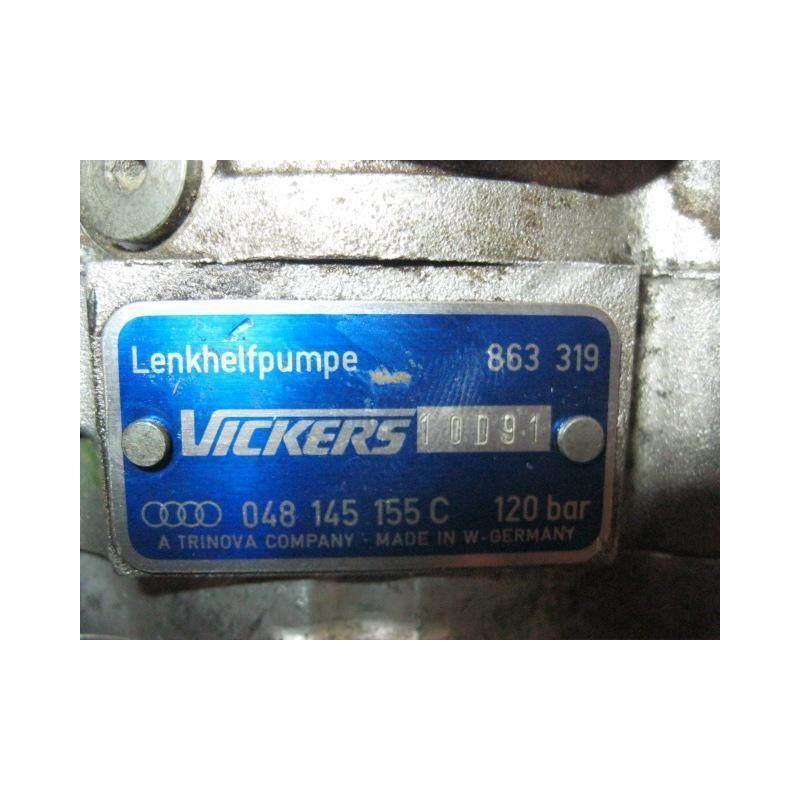 Lenkhelfpumpe 863 319
VICKERS 10D91
048 145 155 C 120 bar
A TRINOVA COMPANY - MADE IN W-GERMANY